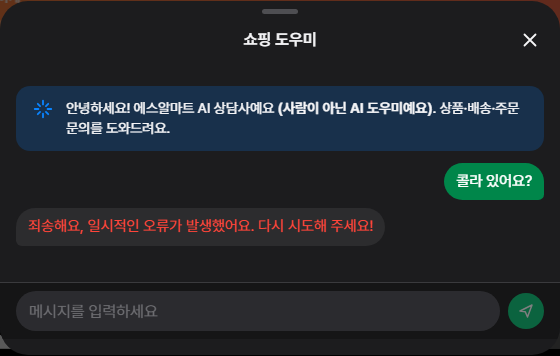 쇼핑 도우미
안녕하세요! 에스알마트 AI 상담사예요 (사람이 아닌 AI 도우미예요). 상품·배송·주문
문의를 도와드려요.
콜라 있어요?
죄송해요, 일시적인 오류가 발생했어요. 다시 시도해 주세요!
메시지를 입력하세요